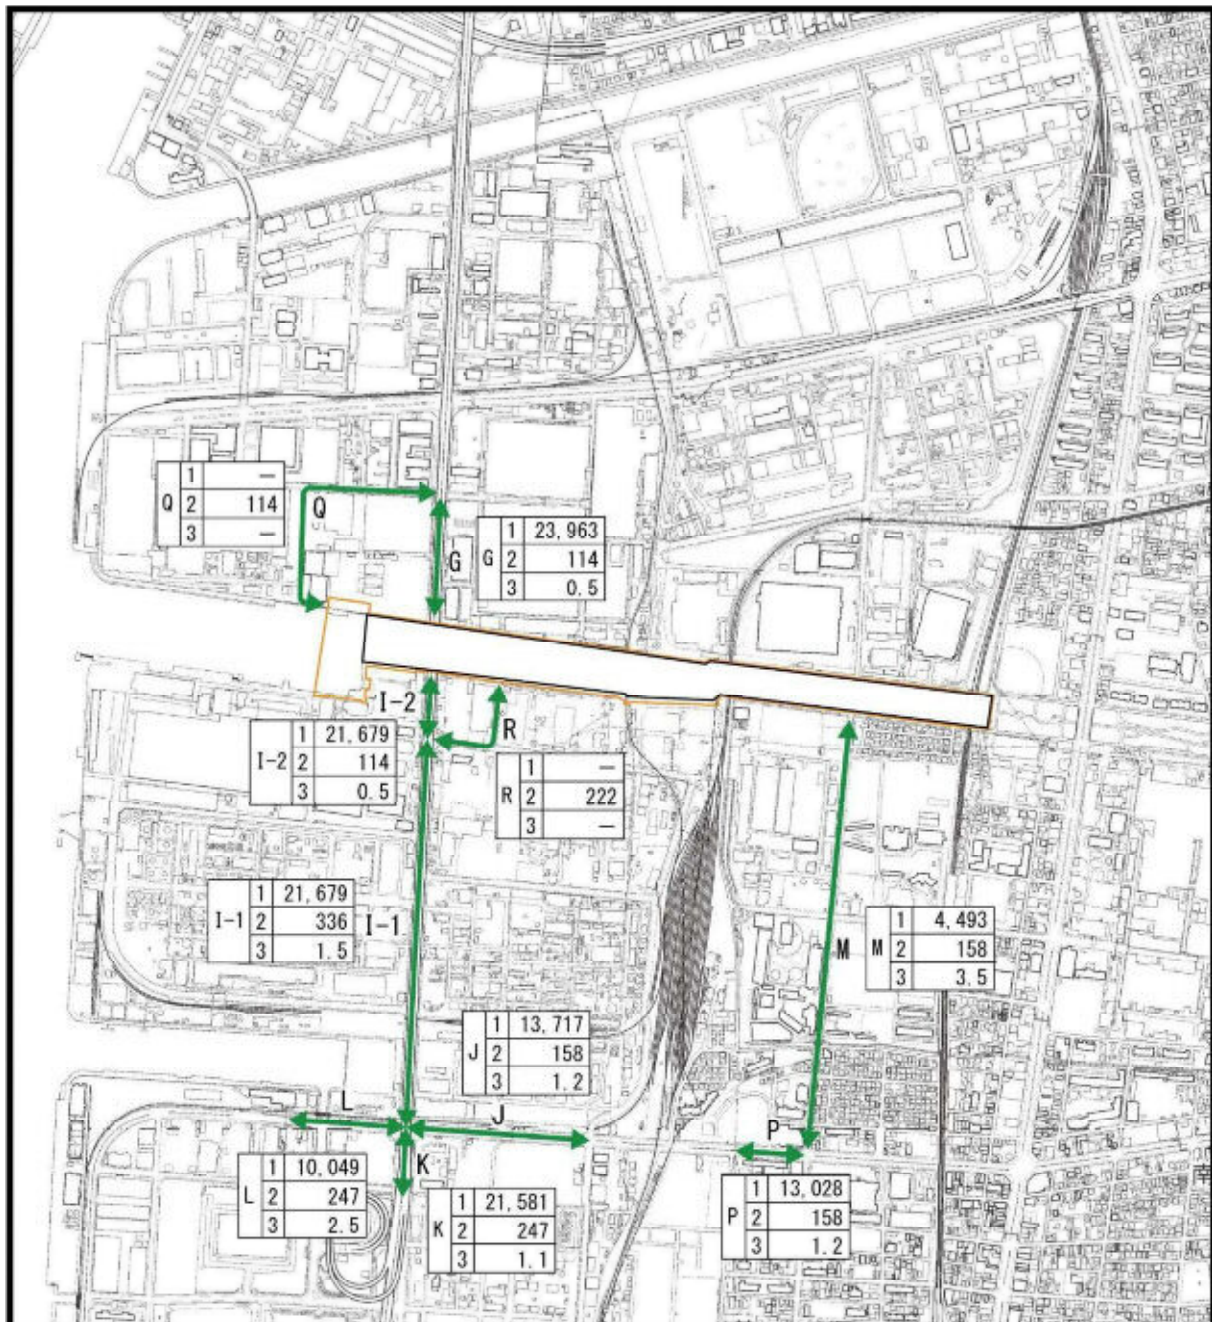 Q
1 —
2 114
3 —
Q
G
G
1 23,963
2 114
3 0.5
I-2
R
I-2
1 21,679
2 114
3 0.5
R
1 —
2 222
3 —
I-1
1 21,679
2 336
3 1.5
I-1
M
M
1 4,493
2 158
3 3.5
J
1 13,717
2 158
3 1.2
L
J
P
K
L
1 10,049
2 247
3 2.5
K
1 21,581
2 247
3 1.1
P
1 13,028
2 158
3 1.2